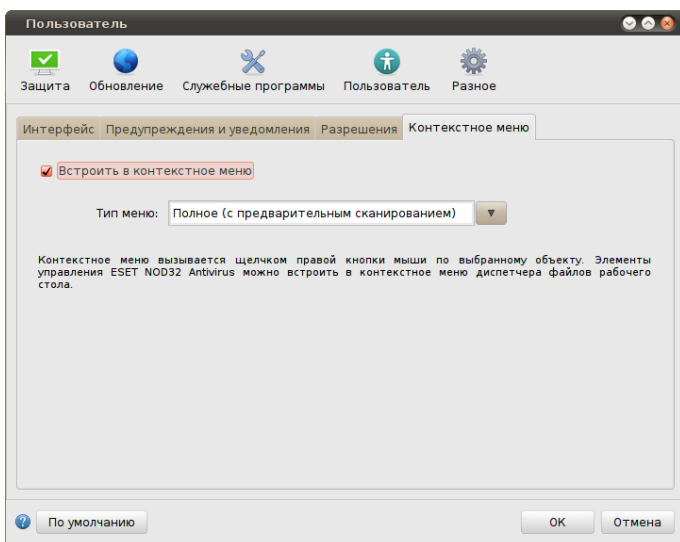 Пользователь
Защита
Обновление
Служебные программы
Пользователь
Разное
Интерфейс
Предупреждения и уведомления
Разрешения
Контекстное меню
Встроить в контекстное меню
Тип меню:
Полное (с предварительным сканированием)
Контекстное меню вызывается щелчком правой кнопки мыши по выбранному объекту. Элементы
управления ESET NOD32 Antivirus можно встроить в контекстное меню диспетчера файлов рабочего
стола.
?
По умолчанию
OK
Отмена